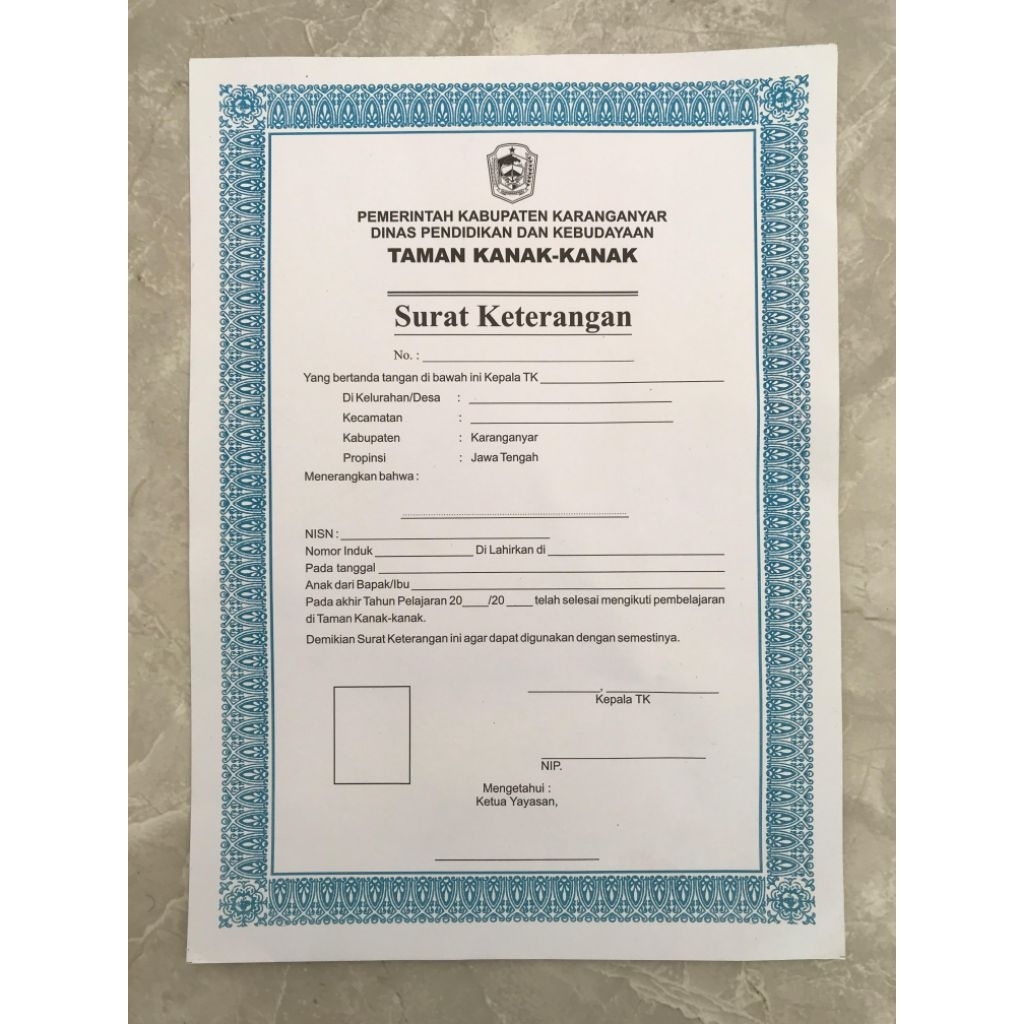 PEMERINTAH KABUPATEN KARANGANYAR
DINAS PENDIDIKAN DAN KEBUDAYAAN
TAMAN KANAK-KANAK
Surat Keterangan
No. :
Yang bertanda tangan di bawah ini Kepala TK
Di Kelurahan/Desa :
Kecamatan :
Kabupaten : Karanganyar
Propinsi : Jawa Tengah
Menerangkan bahwa :
NISN :
Nomor Induk Di Lahirkan di
Pada tanggal
Anak dari Bapak/Ibu
Pada akhir Tahun Pelajaran 20____/20 ____ telah selesai mengikuti pembelajaran
di Taman Kanak-kanak.
Demikian Surat Keterangan ini agar dapat digunakan dengan semestinya.
,
Kepala TK
NIP.
Mengetahui :
Ketua Yayasan,